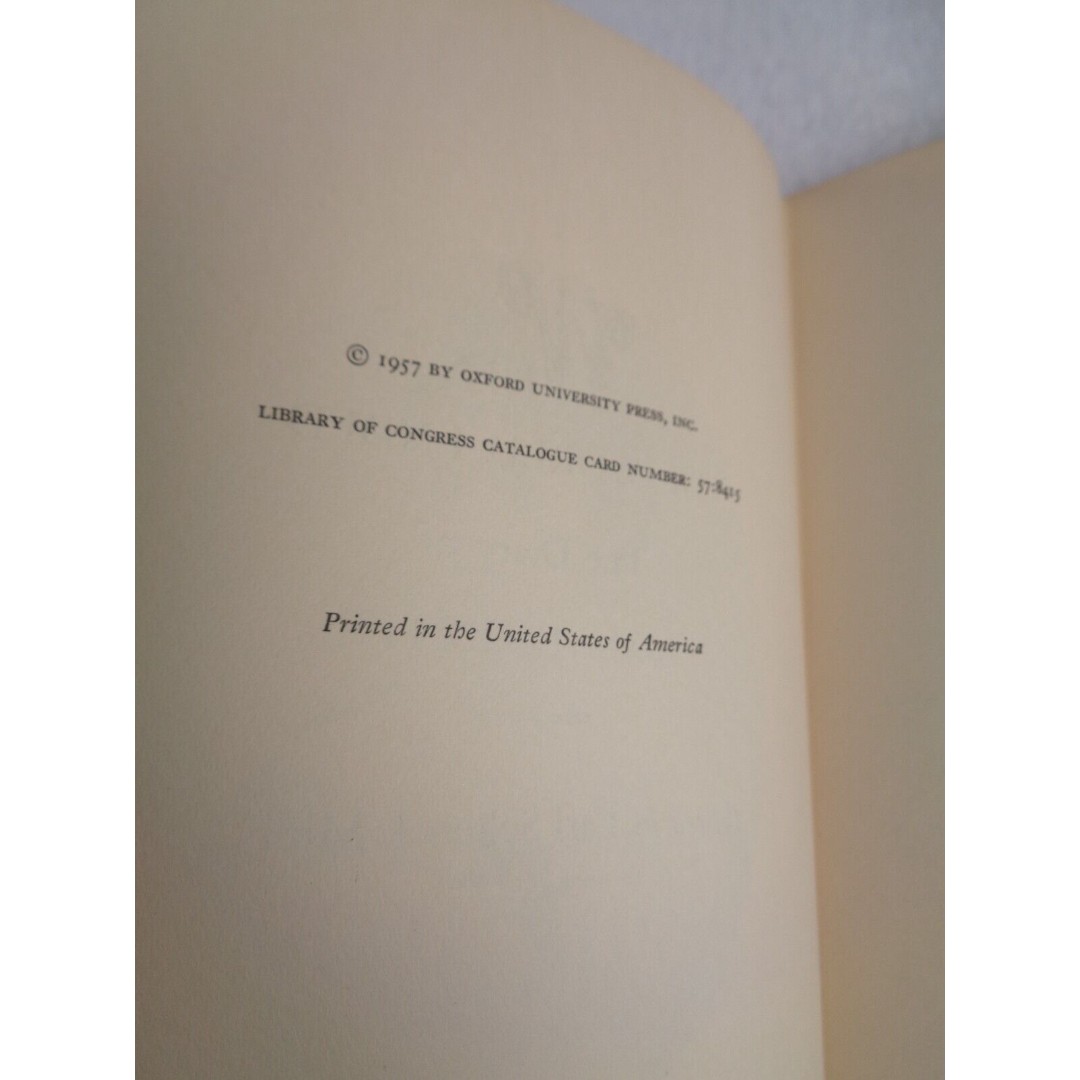 © 1957 BY OXFORD UNIVERSITY PRESS, INC.
LIBRARY OF CONGRESS CATALOGUE CARD NUMBER: 57:8415
Printed in the United States of America